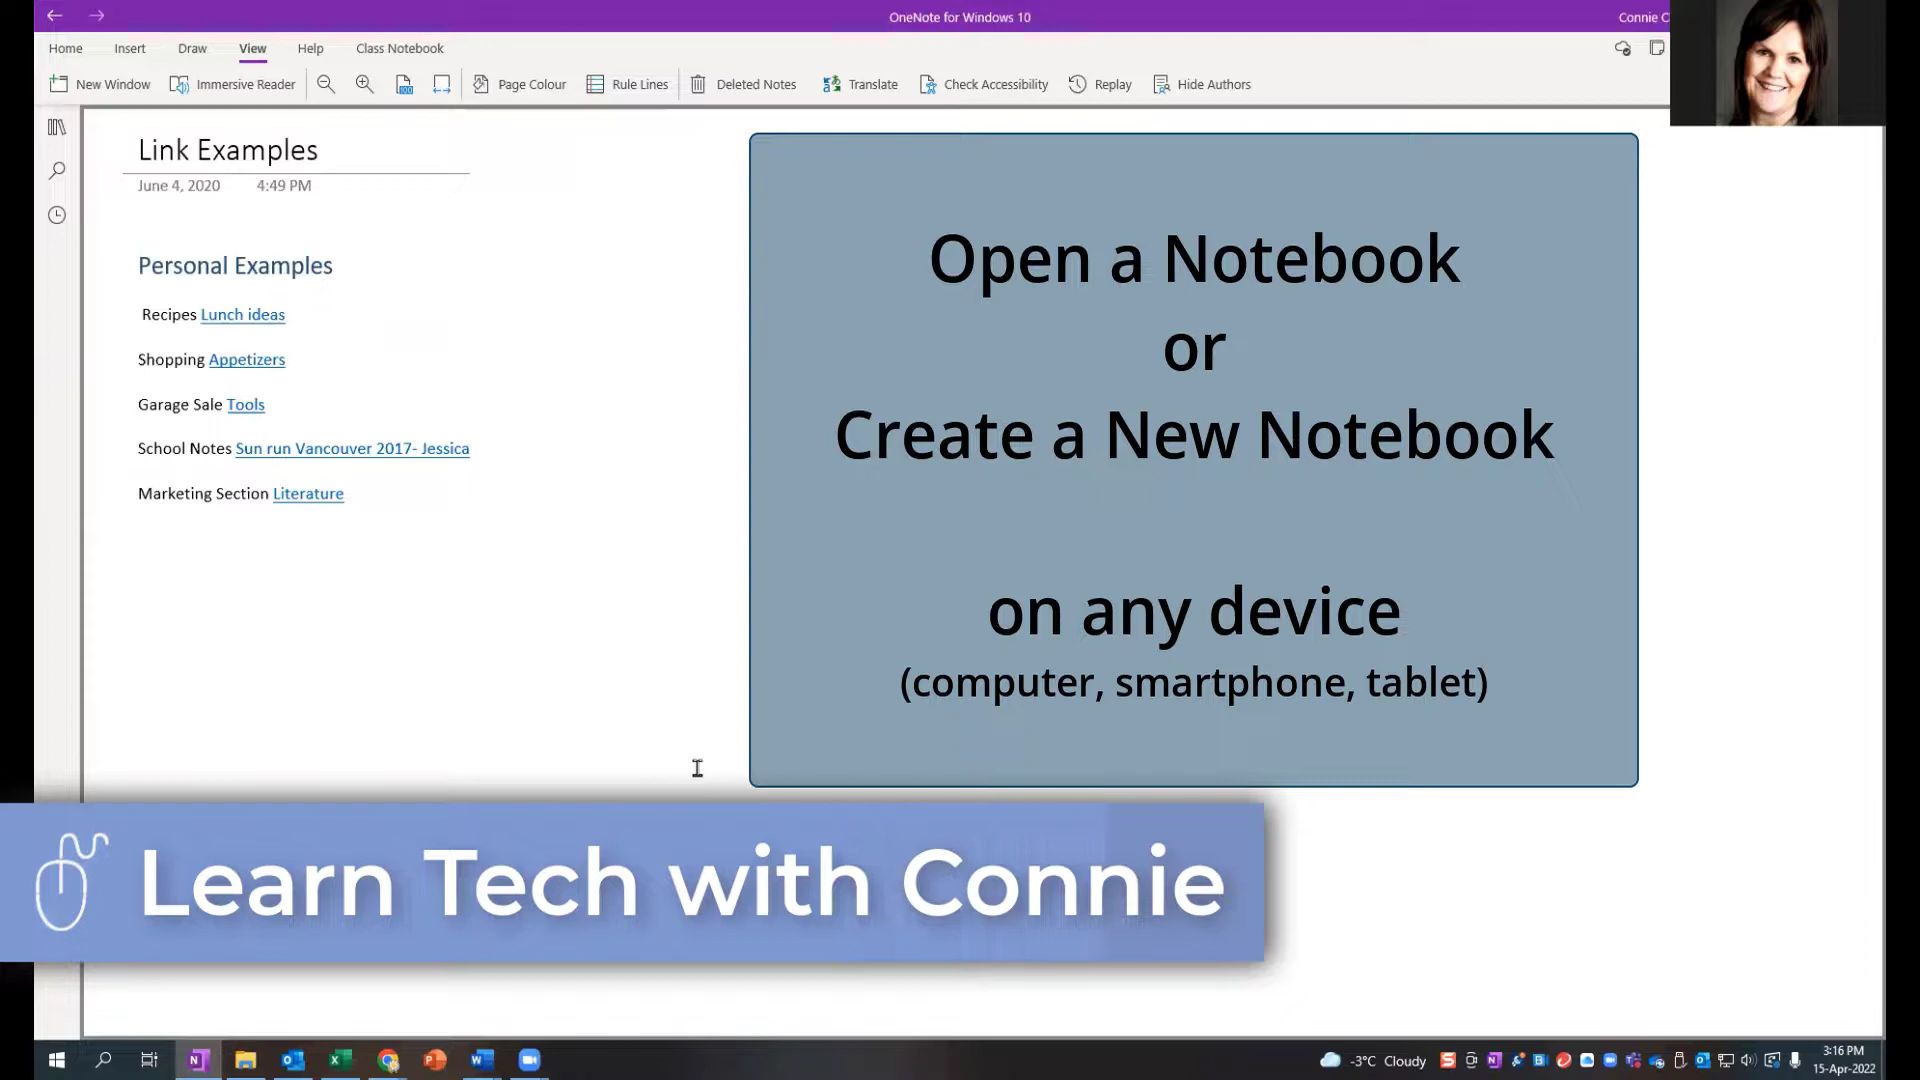 OneNote for Windows 10
Connie C
Home Insert Draw View Help Class Notebook
New Window Immersive Reader Page Colour Rule Lines Deleted Notes Translate Check Accessibility Replay Hide Authors
Link Examples
June 4, 2020 4:49 PM
Personal Examples
Recipes Lunch ideas
Shopping Appetizers
Garage Sale Tools
School Notes Sun run Vancouver 2017- Jessica
Marketing Section Literature
Open a Notebook
or
Create a New Notebook
on any device
(computer, smartphone, tablet)
Learn Tech with Connie
-3°C Cloudy
3:16 PM
15-Apr-2022